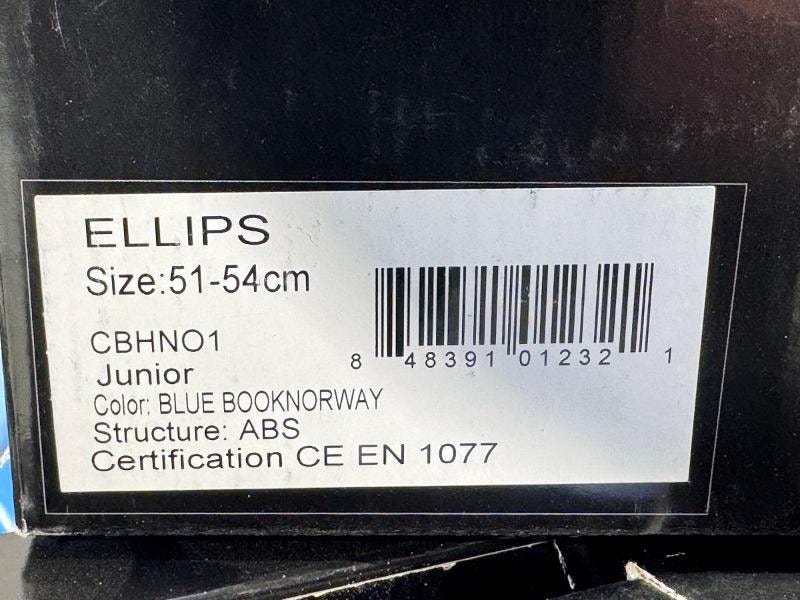 ELLIPS
Size:51-54cm
CBHNO1
Junior
Color: BLUE BOOKNORWAY
Structure: ABS
Certification CE EN 1077
8 48391 01232 1